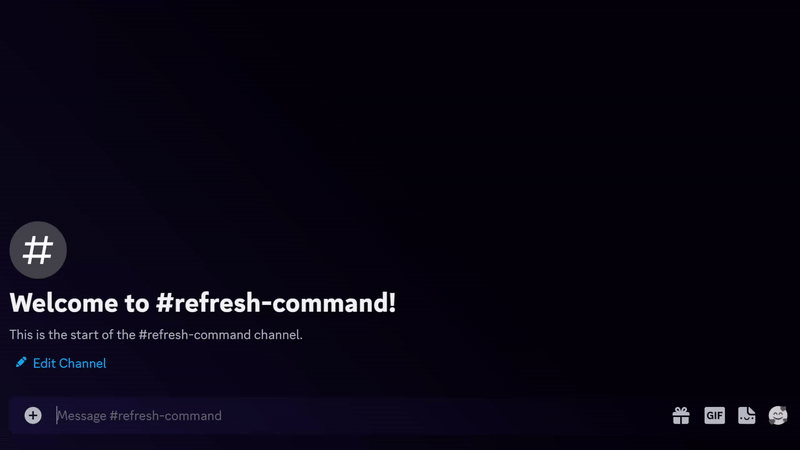 #
Welcome to #refresh-command!
This is the start of the #refresh-command channel.
Edit Channel
Message #refresh-command
GIF